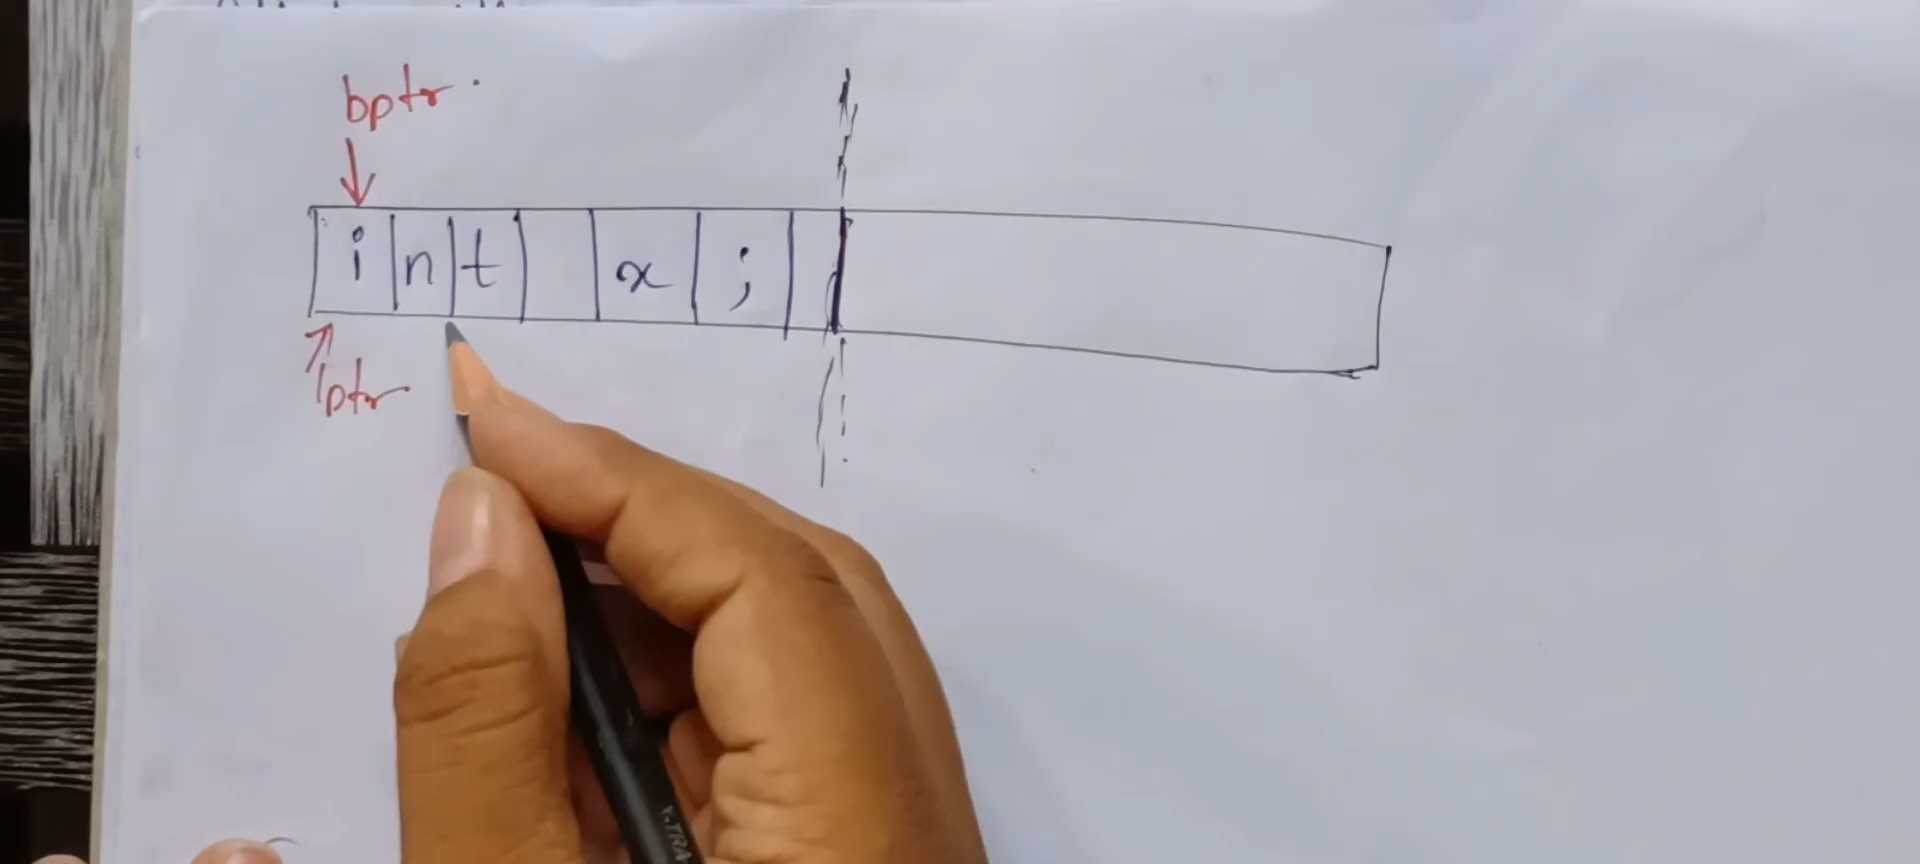 bptr
i n t x ;
lptr